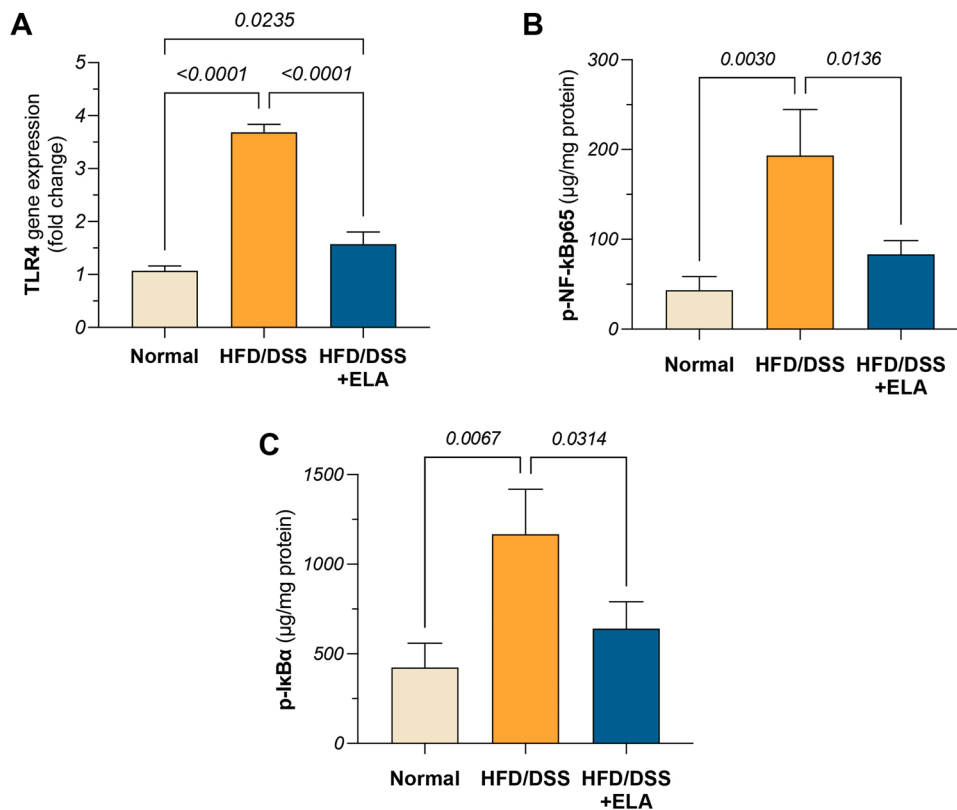 A
TLR4 gene expression
(fold change)
5
4
3
2
1
0
0.0235
<0.0001 <0.0001
Normal HFD/DSS HFD/DSS
+ELA
B
p-NF-kBp65 (µg/mg protein)
300
200
100
0
0.0030 0.0136
Normal HFD/DSS HFD/DSS
+ELA
C
p-IκBα (µg/mg protein)
1500
1000
500
0
0.0067 0.0314
Normal HFD/DSS HFD/DSS
+ELA